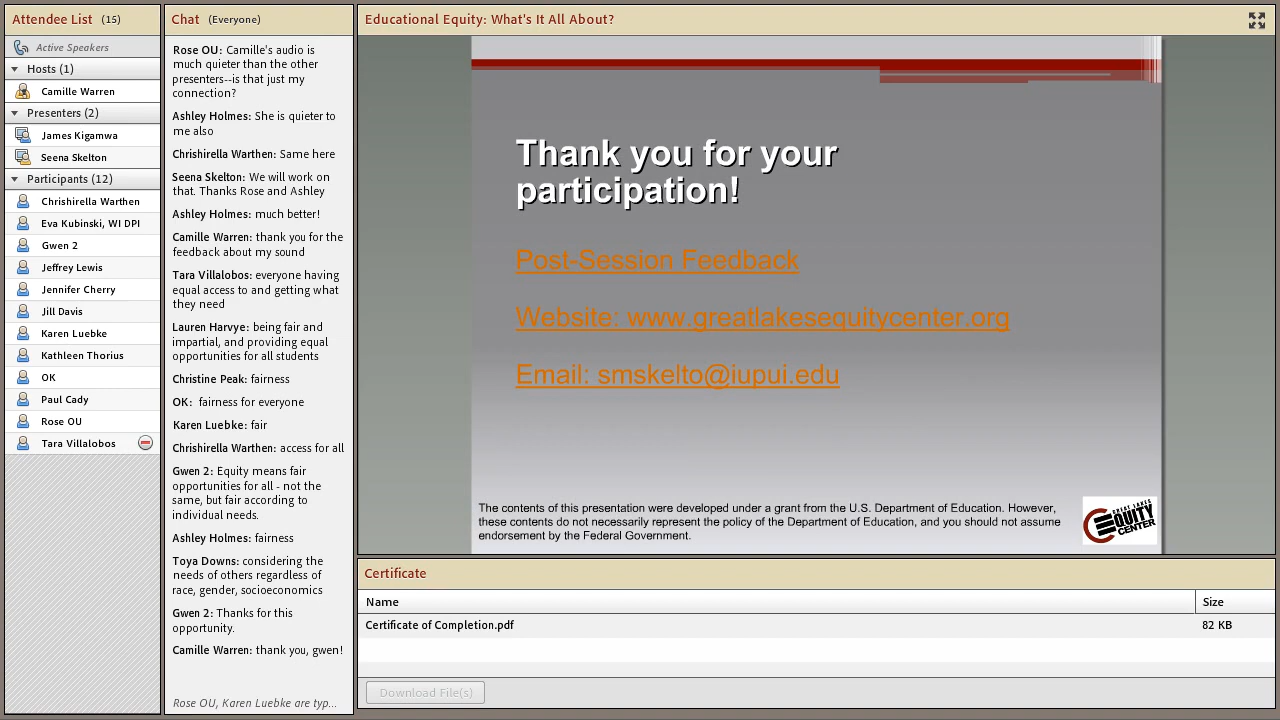 Attendee List (15)
Active Speakers
Hosts (1)
Camille Warren
Presenters (2)
James Kigamwa
Seena Skelton
Participants (12)
Chrishirella Warthen
Eva Kubinski, WI DPI
Gwen 2
Jeffrey Lewis
Jennifer Cherry
Jill Davis
Karen Luebke
Kathleen Thorius
OK
Paul Cady
Rose OU
Tara Villalobos
Chat (Everyone)
Rose OU: Camille's audio is
much quieter than the other
presenters--is that just my
connection?
Ashley Holmes: She is quieter to
me also
Chrishirella Warthen: Same here
Seena Skelton: We will work on
that. Thanks Rose and Ashley
Ashley Holmes: much better!
Camille Warren: thank you for the
feedback about my sound
Tara Villalobos: everyone having
equal access to and getting what
they need
Lauren Harvye: being fair and
impartial, and providing equal
opportunities for all students
Christine Peak: fairness
OK: fairness for everyone
Karen Luebke: fair
Chrishirella Warthen: access for all
Gwen 2: Equity means fair
opportunities for all - not the
same, but fair according to
individual needs.
Ashley Holmes: fairness
Toya Downs: considering the
needs of others regardless of
race, gender, socioeconomics
Gwen 2: Thanks for this
opportunity.
Camille Warren: thank you, gwen!
Rose OU, Karen Luebke are typ...
Educational Equity: What's It All About?
Thank you for your
participation!
Post-Session Feedback
Website: www.greatlakesequitycenter.org
Email: smskelto@iupui.edu
The contents of this presentation were developed under a grant from the U.S. Department of Education. However,
these contents do not necessarily represent the policy of the Department of Education, and you should not assume
endorsement by the Federal Government.
GREAT LAKES
EQUITY
CENTER
Certificate
Name Size
Certificate of Completion.pdf 82 KB
Download File(s)